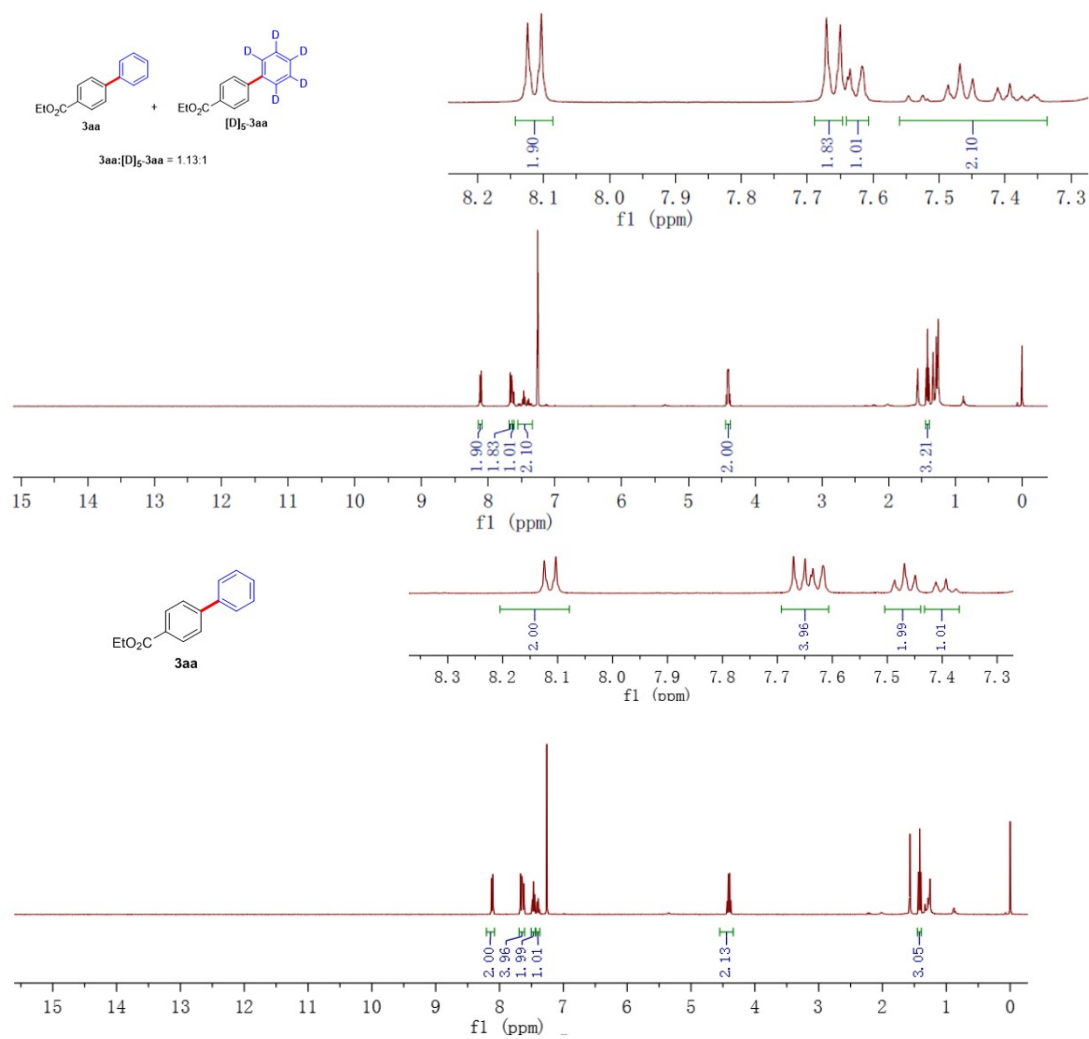 D
D D
D D
EtO2C + EtO2C
3aa [D]5-3aa
3aa:[D]5-3aa = 1.13:1
1.90 1.83 1.01 2.10
8.2 8.1 8.0 7.9 7.8 7.7 7.6 7.5 7.4 7.3
f1 (ppm)
1.90 1.83 1.01 2.10 2.00 3.21
15 14 13 12 11 10 9 8 7 6 5 4 3 2 1 0
f1 (ppm)
EtO2C
3aa
2.00 3.96 1.99 1.01
8.3 8.2 8.1 8.0 7.9 7.8 7.7 7.6 7.5 7.4 7.3
f1 (ppm)
2.00 3.96 1.99 1.01 2.13 3.05
15 14 13 12 11 10 9 8 7 6 5 4 3 2 1 0
f1 (ppm)